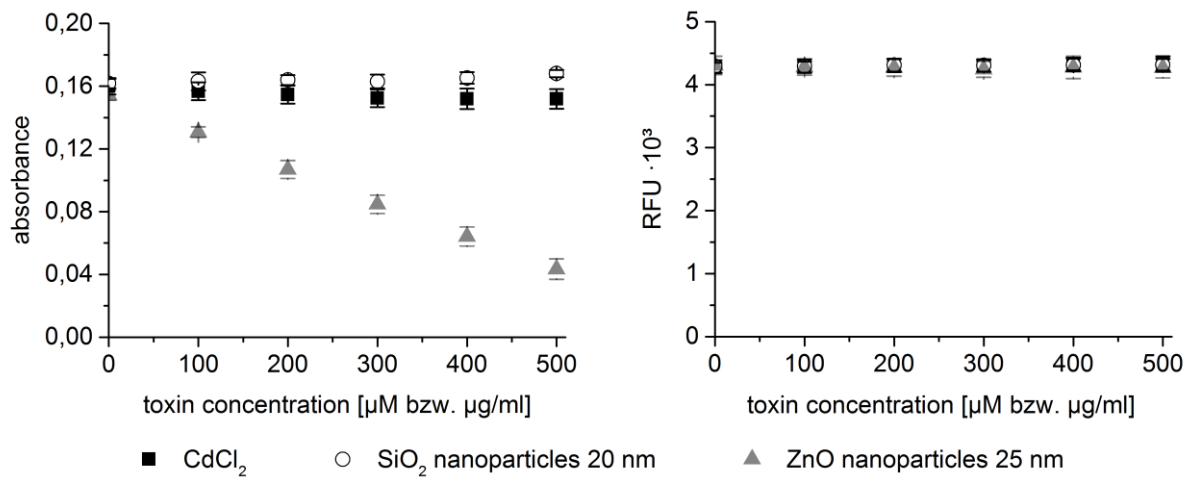 0,20
0,16
0,12
0,08
0,04
0,00
absorbance
0 100 200 300 400 500
toxin concentration [µM bzw. µg/ml]
5
4
3
2
1
0
RFU ·10³
0 100 200 300 400 500
toxin concentration [µM bzw. µg/ml]
CdCl₂ SiO₂ nanoparticles 20 nm ZnO nanoparticles 25 nm